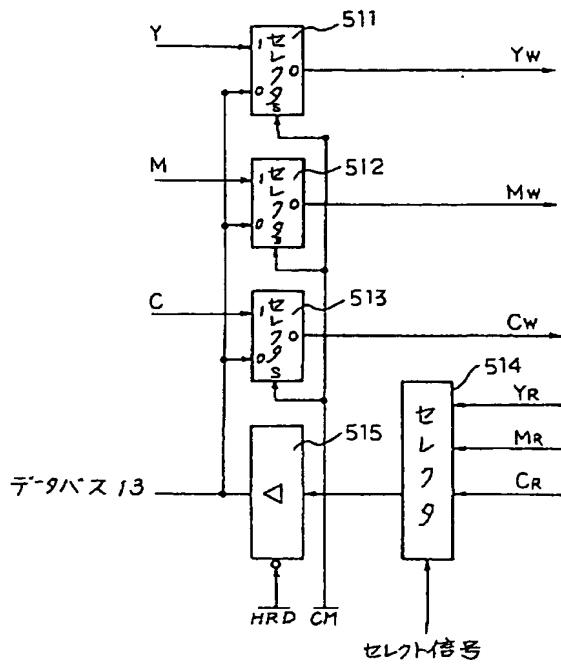 Y
1 セレクタ 0
0
S
511
YW
M
1 セレクタ 0
0
S
512
MW
C
1 セレクタ 0
0
S
513
CW
514
セレクタ
YR
MR
CR
515
データバス 13
HRD
CM
セレクト信号